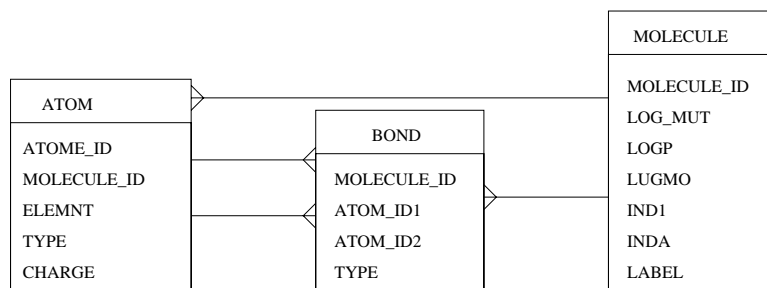 MOLECULE
MOLECULE_ID
LOG_MUT
LOGP
LUGMO
IND1
INDA
LABEL
ATOM
ATOME_ID
MOLECULE_ID
ELEMNT
TYPE
CHARGE
BOND
MOLECULE_ID
ATOM_ID1
ATOM_ID2
TYPE